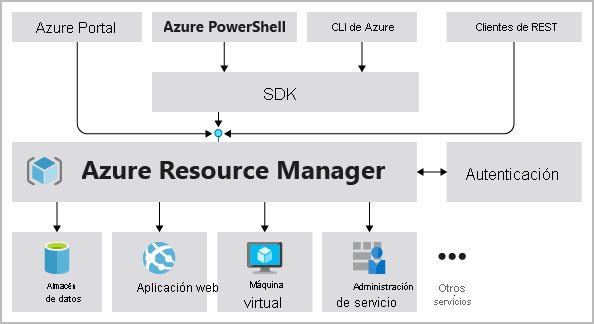 Azure Portal
Azure PowerShell
CLI de Azure
Clientes de REST
SDK
Azure Resource Manager
Autenticación
Almacén
de datos
Aplicación web
Máquina
virtual
Administración
de servicio
Otros
servicios